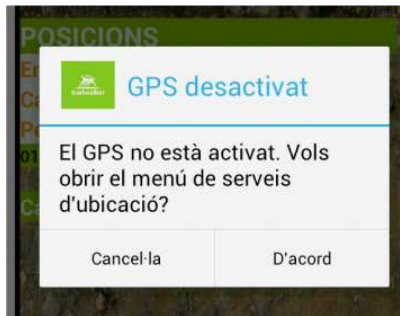 POSICIONS
GPS desactivat
El GPS no està activat. Vols
obrir el menú de serveis
d'ubicació?
Cancel·la
D'acord